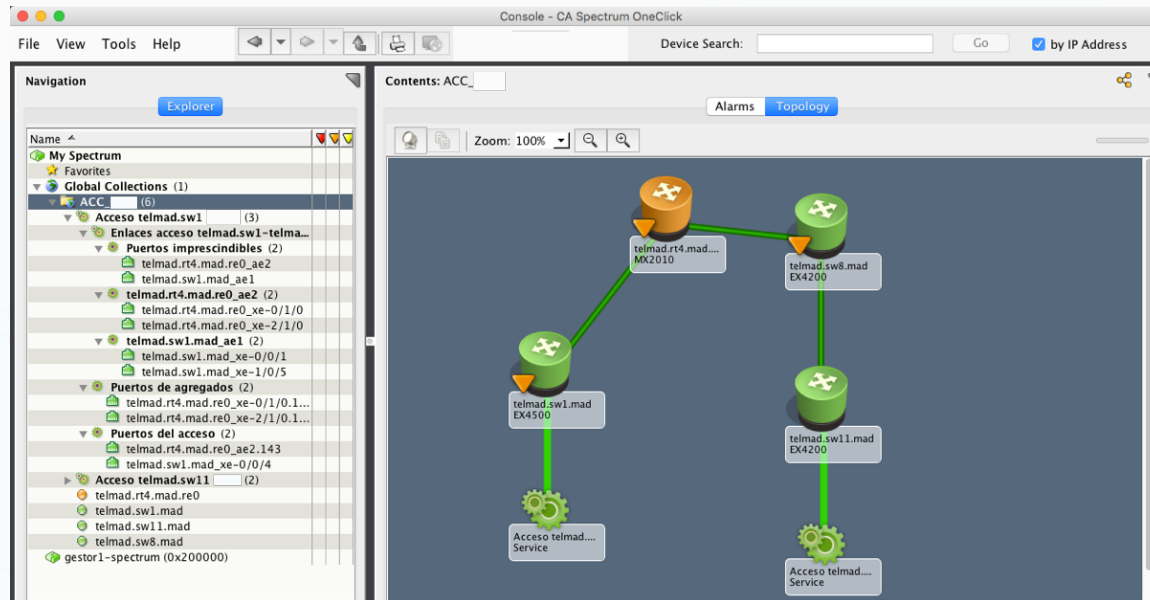 Console - CA Spectrum OneClick
File View Tools Help
Device Search:
Go
by IP Address
Navigation
Explorer
Name
My Spectrum
Favorites
Global Collections (1)
ACC_ (6)
Acceso telmad.sw1 (3)
Enlaces acceso telmad.sw1-telma...
Puertos imprescindibles (2)
telmad.rt4.mad.re0_ae2
telmad.sw1.mad_ae1
telmad.rt4.mad.re0_ae2 (2)
telmad.rt4.mad.re0_xe-0/1/0
telmad.rt4.mad.re0_xe-2/1/0
telmad.sw1.mad_ae1 (2)
telmad.sw1.mad_xe-0/0/1
telmad.sw1.mad_xe-1/0/5
Puertos de agregados (2)
telmad.rt4.mad.re0_xe-0/1/0.1...
telmad.rt4.mad.re0_xe-2/1/0.1...
Puertos del acceso (2)
telmad.rt4.mad.re0_ae2.143
telmad.sw1.mad_xe-0/0/4
Acceso telmad.sw11 (2)
telmad.rt4.mad.re0
telmad.sw1.mad
telmad.sw11.mad
telmad.sw8.mad
gestor1-spectrum (0x200000)
Contents: ACC_
Alarms Topology
Zoom: 100%
telmad.rt4.mad....
MX2010
telmad.sw8.mad
EX4200
telmad.sw1.mad
EX4500
telmad.sw11.mad
EX4200
Acceso telmad....
Service
Acceso telmad....
Service